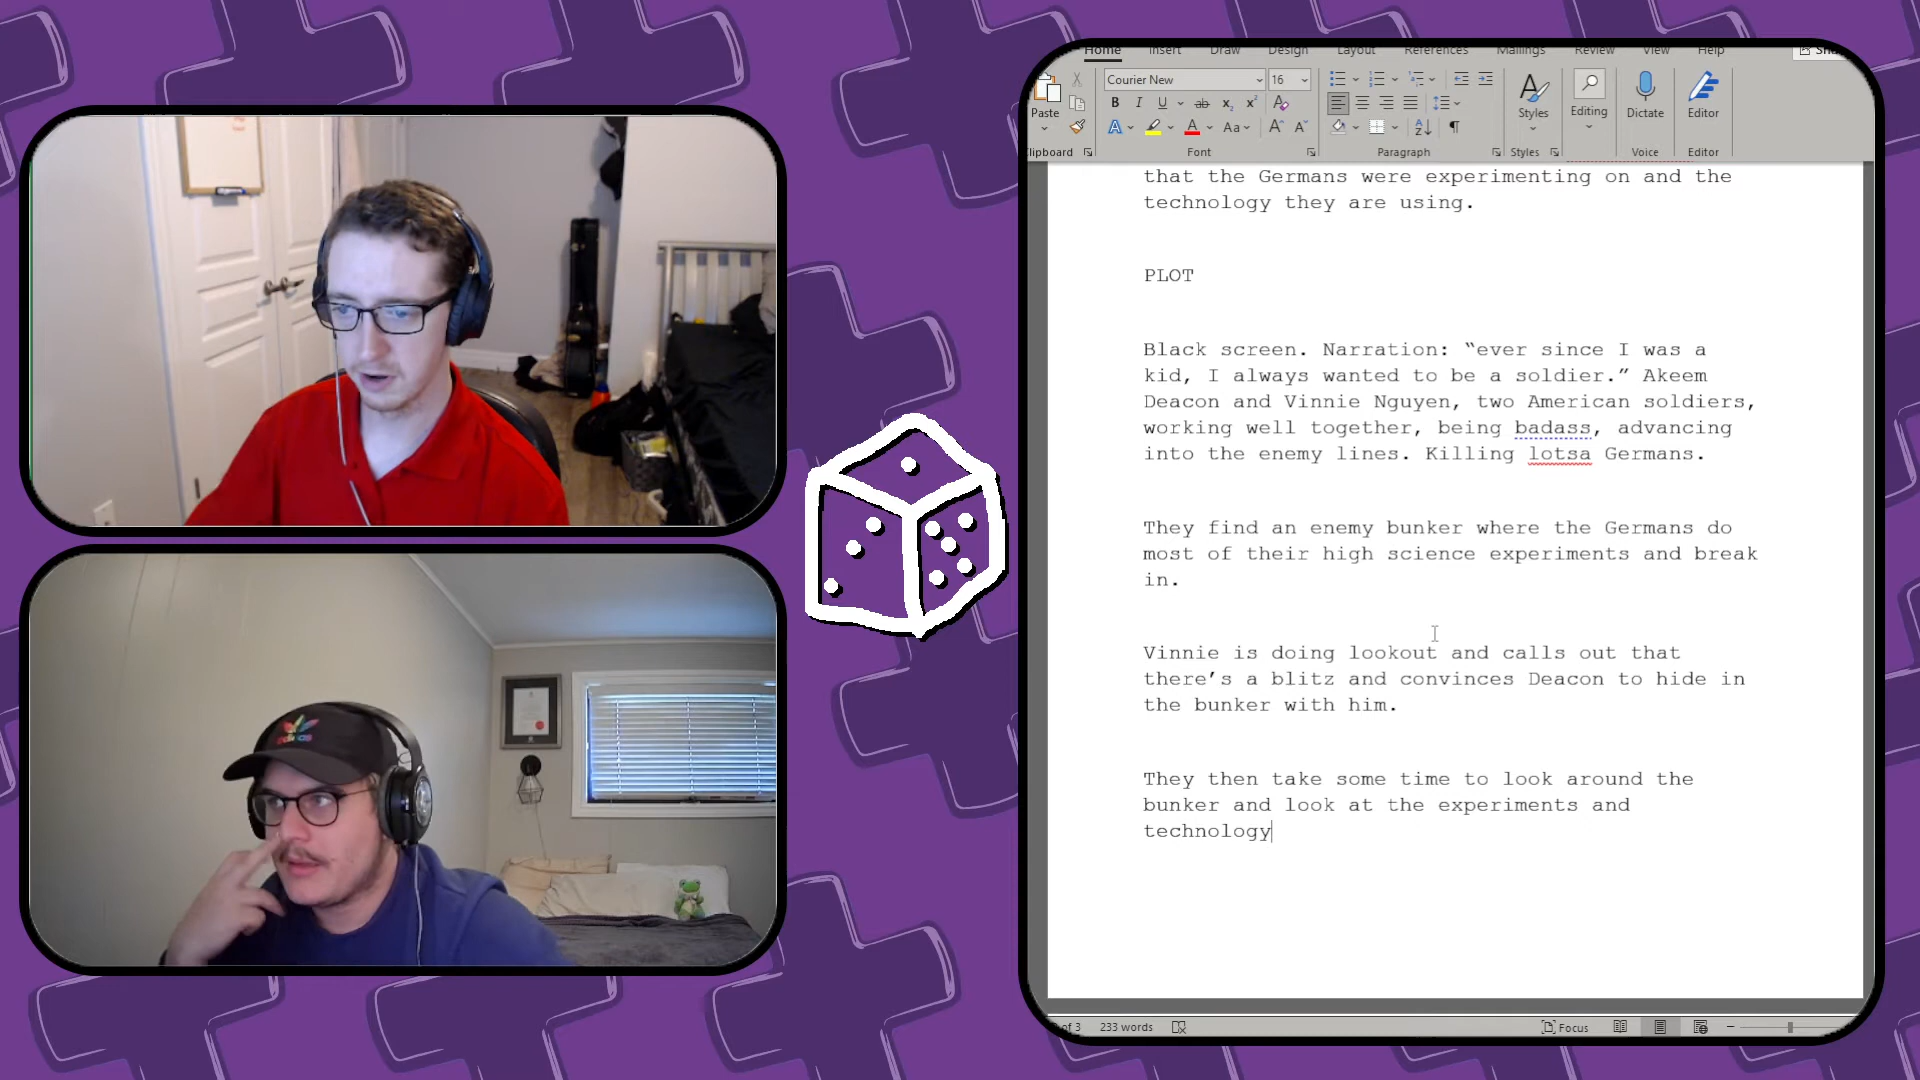 Home Insert Draw Design Layout References Mailings Review View Help
Courier New 16
Paste
Styles Editing Dictate Editor
Clipboard Font Paragraph Styles Voice Editor
that the Germans were experimenting on and the
technology they are using.
PLOT
Black screen. Narration: “ever since I was a
kid, I always wanted to be a soldier.” Akeem
Deacon and Vinnie Nguyen, two American soldiers,
working well together, being badass, advancing
into the enemy lines. Killing lotsa Germans.
They find an enemy bunker where the Germans do
most of their high science experiments and break
in.
Vinnie is doing lookout and calls out that
there’s a blitz and convinces Deacon to hide in
the bunker with him.
They then take some time to look around the
bunker and look at the experiments and
technology
of 3 233 words Focus